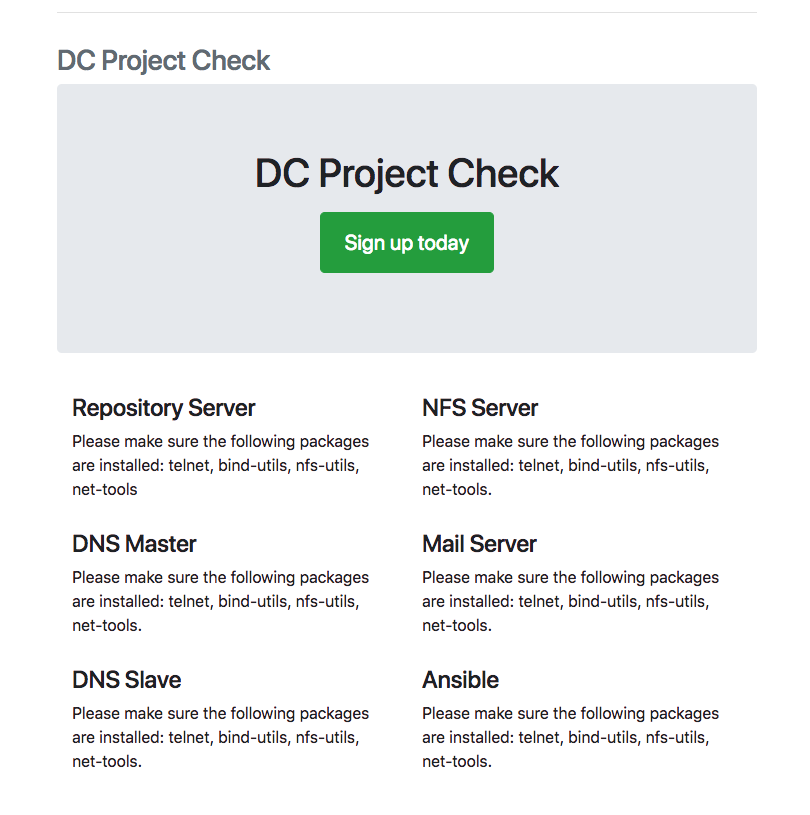 DC Project Check
DC Project Check
Sign up today
Repository Server
Please make sure the following packages
are installed: telnet, bind-utils, nfs-utils,
net-tools
NFS Server
Please make sure the following packages
are installed: telnet, bind-utils, nfs-utils,
net-tools.
DNS Master
Please make sure the following packages
are installed: telnet, bind-utils, nfs-utils,
net-tools.
Mail Server
Please make sure the following packages
are installed: telnet, bind-utils, nfs-utils,
net-tools.
DNS Slave
Please make sure the following packages
are installed: telnet, bind-utils, nfs-utils,
net-tools.
Ansible
Please make sure the following packages
are installed: telnet, bind-utils, nfs-utils,
net-tools.